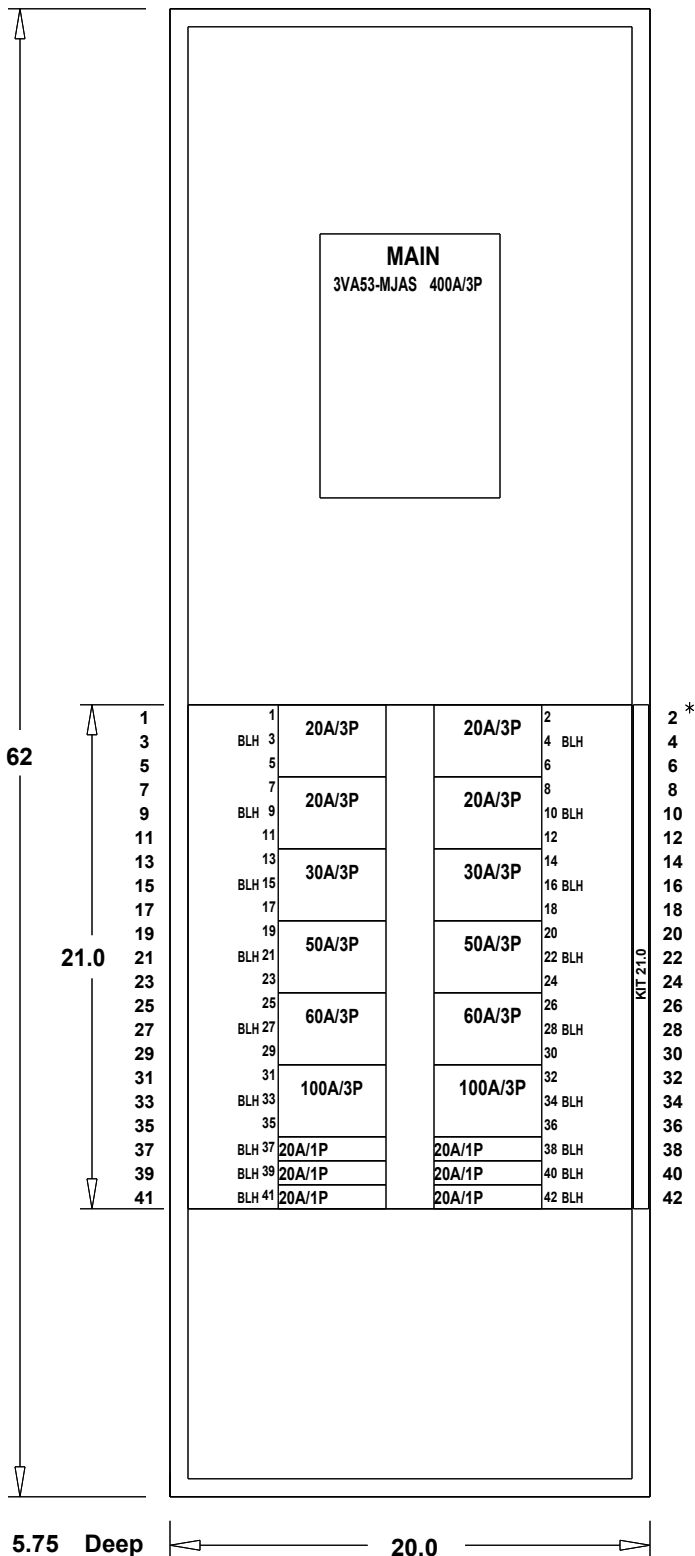 MAIN
3VA53-MJAS 400A/3P
62
21.0
1 1 20A/3P 20A/3P 2 2 *
3 BLH 3 4 BLH 4
5 5 6 6
7 7 20A/3P 20A/3P 8 8
9 BLH 9 10 BLH 10
11 11 12 12
13 13 30A/3P 30A/3P 14 14
15 BLH 15 16 BLH 16
17 17 18 18
19 19 50A/3P 50A/3P 20 20
21 BLH 21 22 BLH 22
23 23 24 24
KIT 21.0
25 25 60A/3P 60A/3P 26 26
27 BLH 27 28 BLH 28
29 29 30 30
31 31 100A/3P 100A/3P 32 32
33 BLH 33 34 BLH 34
35 35 36 36
37 BLH 37 20A/1P 20A/1P 38 BLH 38
39 BLH 39 20A/1P 20A/1P 40 BLH 40
41 BLH 41 20A/1P 20A/1P 42 BLH 42
5.75 Deep 20.0